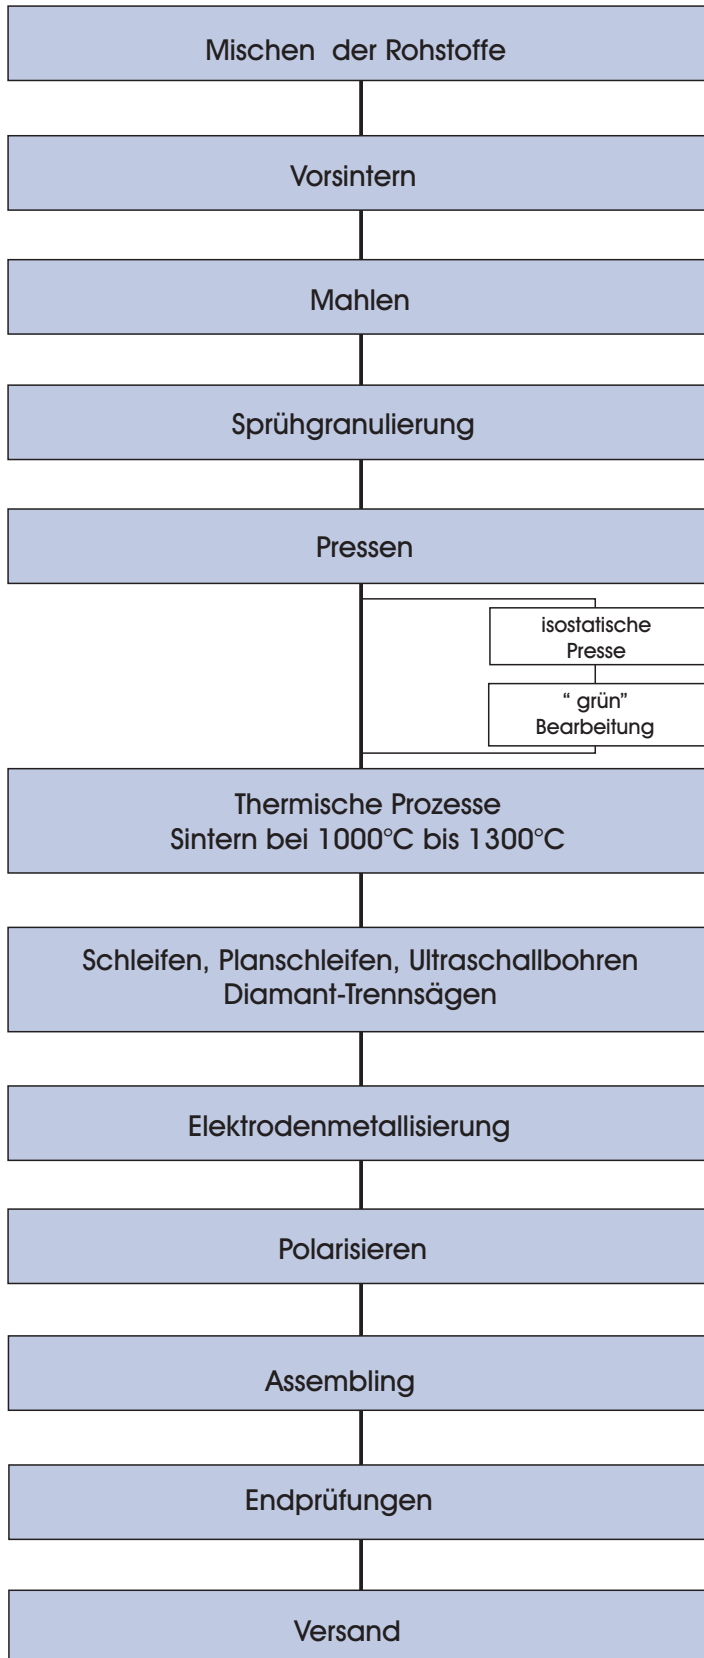 Mischen der Rohstoffe
Vorsintern
Mahlen
Sprühgranulierung
Pressen
isostatische
Presse
“ grün”
Bearbeitung
Thermische Prozesse
Sintern bei 1000°C bis 1300°C
Schleifen, Planschleifen, Ultraschallbohren
Diamant-Trennsägen
Elektrodenmetallisierung
Polarisieren
Assembling
Endprüfungen
Versand